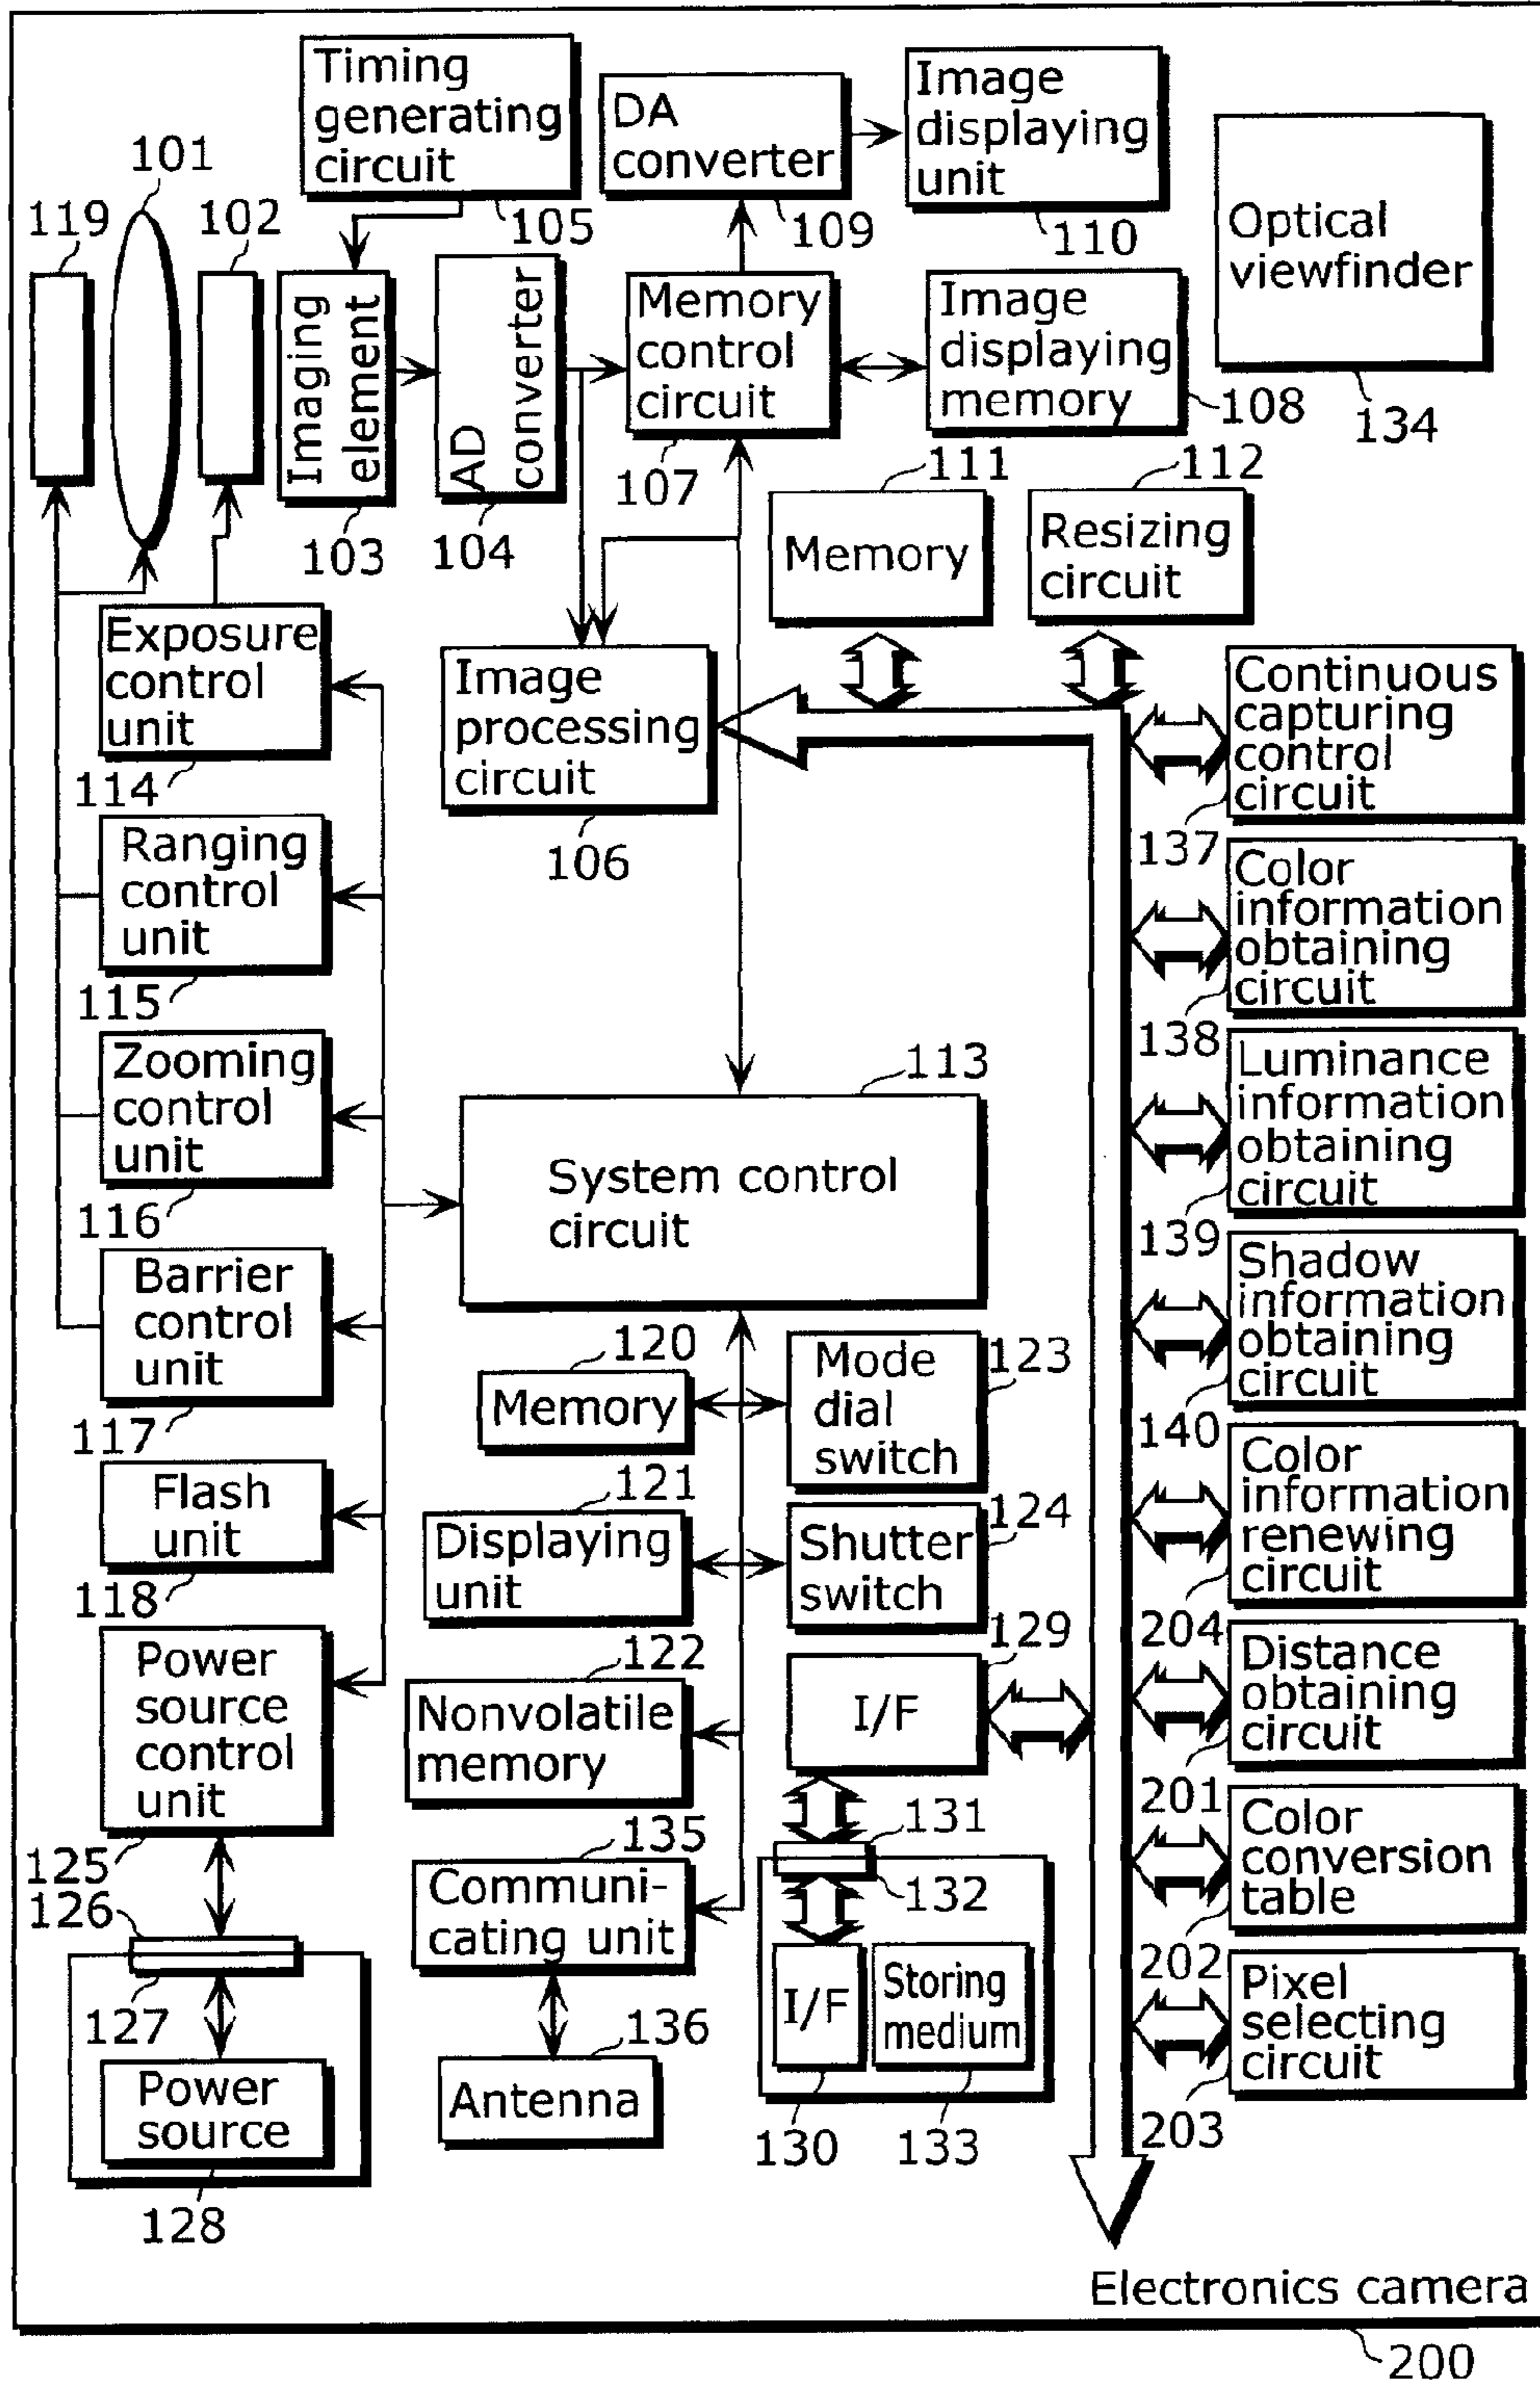 Timing
generating
circuit
105
DA
converter
109
Image
displaying
unit
110
Optical
viewfinder
134
119
101
102
Imaging
element
103
AD
converter
104
Memory
control
circuit
107
Image
displaying
memory
108
111
Memory
112
Resizing
circuit
Exposure
control
unit
114
Image
processing
circuit
106
Continuous
capturing
control
circuit
137
Ranging
control
unit
115
Color
information
obtaining
circuit
138
Zooming
control
unit
116
113
System control
circuit
Luminance
information
obtaining
circuit
139
Barrier
control
unit
117
Shadow
information
obtaining
circuit
140
120
Memory
Mode
dial
switch
123
Flash
unit
118
121
Displaying
unit
Shutter
switch
124
Color
information
renewing
circuit
204
Power
source
control
unit
125
122
Nonvolatile
memory
129
I/F
Distance
obtaining
circuit
201
126
127
Power
source
128
135
Communi-
cating unit
136
Antenna
131
132
I/F
130
Storing
medium
133
Color
conversion
table
202
Pixel
selecting
circuit
203
Electronics camera
200